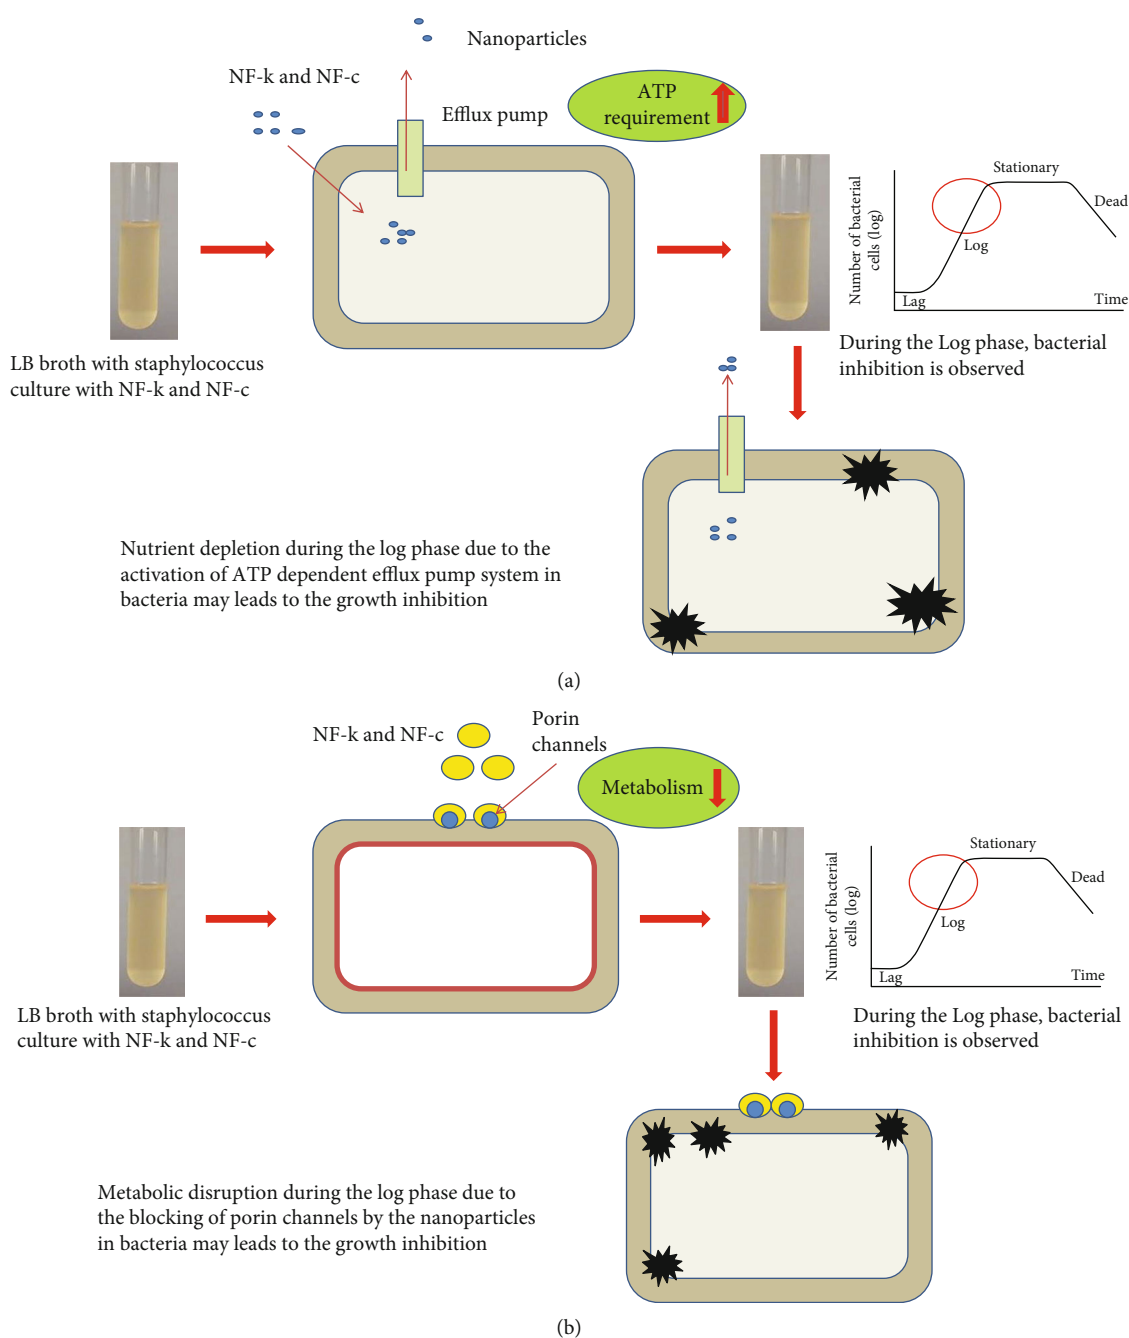 Nanoparticles
NF-k and NF-c
Efflux pump
ATP
requirement
LB broth with staphylococcus
culture with NF-k and NF-c
Number of bacterial
cells (log)
Stationary
Dead
Log
Lag
Time
During the Log phase, bacterial
inhibition is observed
Nutrient depletion during the log phase due to the
activation of ATP dependent efflux pump system in
bacteria may leads to the growth inhibition
(a)
NF-k and NF-c
Porin
channels
Metabolism
LB broth with staphylococcus
culture with NF-k and NF-c
Number of bacterial
cells (log)
Stationary
Dead
Log
Lag
Time
During the Log phase, bacterial
inhibition is observed
Metabolic disruption during the log phase due to
the blocking of porin channels by the nanoparticles
in bacteria may leads to the growth inhibition
(b)